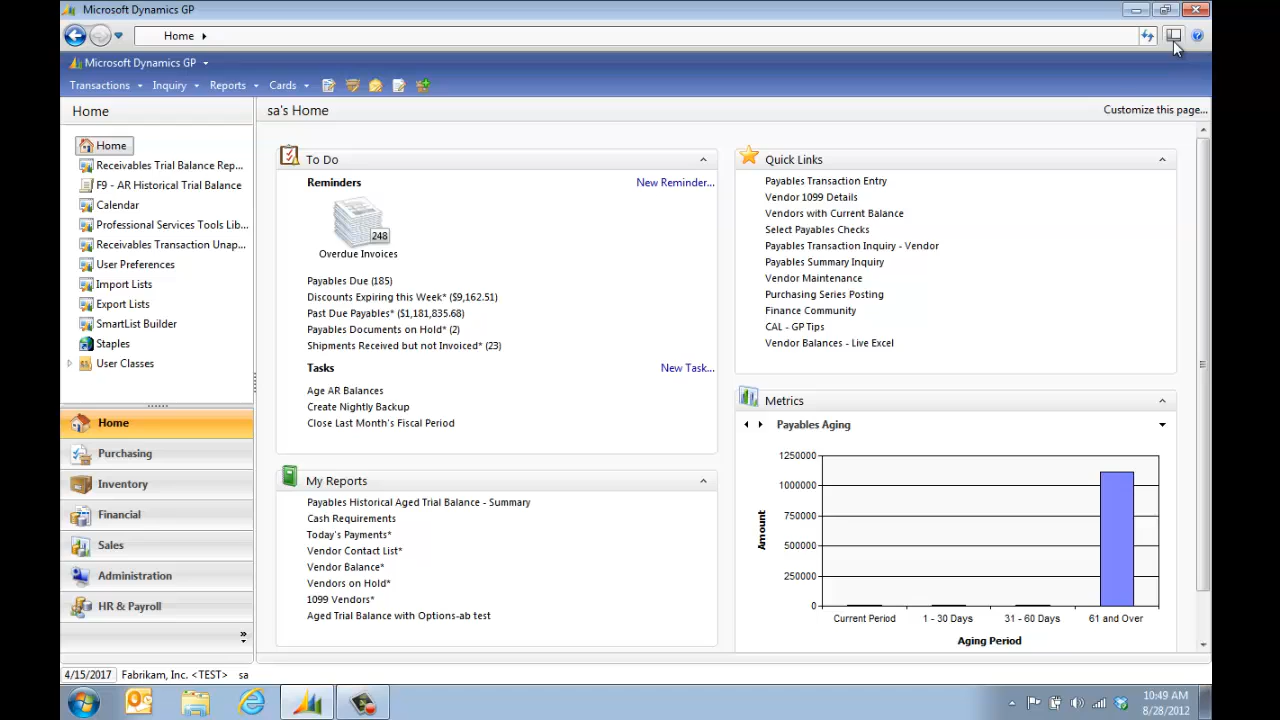 Microsoft Dynamics GP
Home
Microsoft Dynamics GP
Transactions Inquiry Reports Cards
Home
sa's Home
Customize this page...
Home
Receivables Trial Balance Rep...
F9 - AR Historical Trial Balance
Calendar
Professional Services Tools Lib...
Receivables Transaction Unap...
User Preferences
Import Lists
Export Lists
SmartList Builder
Staples
User Classes
Home
Purchasing
Inventory
Financial
Sales
Administration
HR & Payroll
»
To Do
Reminders
New Reminder...
248
Overdue Invoices
Payables Due (185)
Discounts Expiring this Week* ($9,162.51)
Past Due Payables* ($1,181,835.68)
Payables Documents on Hold* (2)
Shipments Received but not Invoiced* (23)
Tasks
New Task...
Age AR Balances
Create Nightly Backup
Close Last Month's Fiscal Period
My Reports
Payables Historical Aged Trial Balance - Summary
Cash Requirements
Today's Payments*
Vendor Contact List*
Vendor Balance*
Vendors on Hold*
1099 Vendors*
Aged Trial Balance with Options-ab test
Quick Links
Payables Transaction Entry
Vendor 1099 Details
Vendors with Current Balance
Select Payables Checks
Payables Transaction Inquiry - Vendor
Payables Summary Inquiry
Vendor Maintenance
Purchasing Series Posting
Finance Community
CAL - GP Tips
Vendor Balances - Live Excel
Metrics
Payables Aging
1250000
1000000
750000
500000
250000
0
Amount
Current Period
1 - 30 Days
31 - 60 Days
61 and Over
Aging Period
4/15/2017 Fabrikam, Inc. <TEST> sa
10:49 AM
8/28/2012